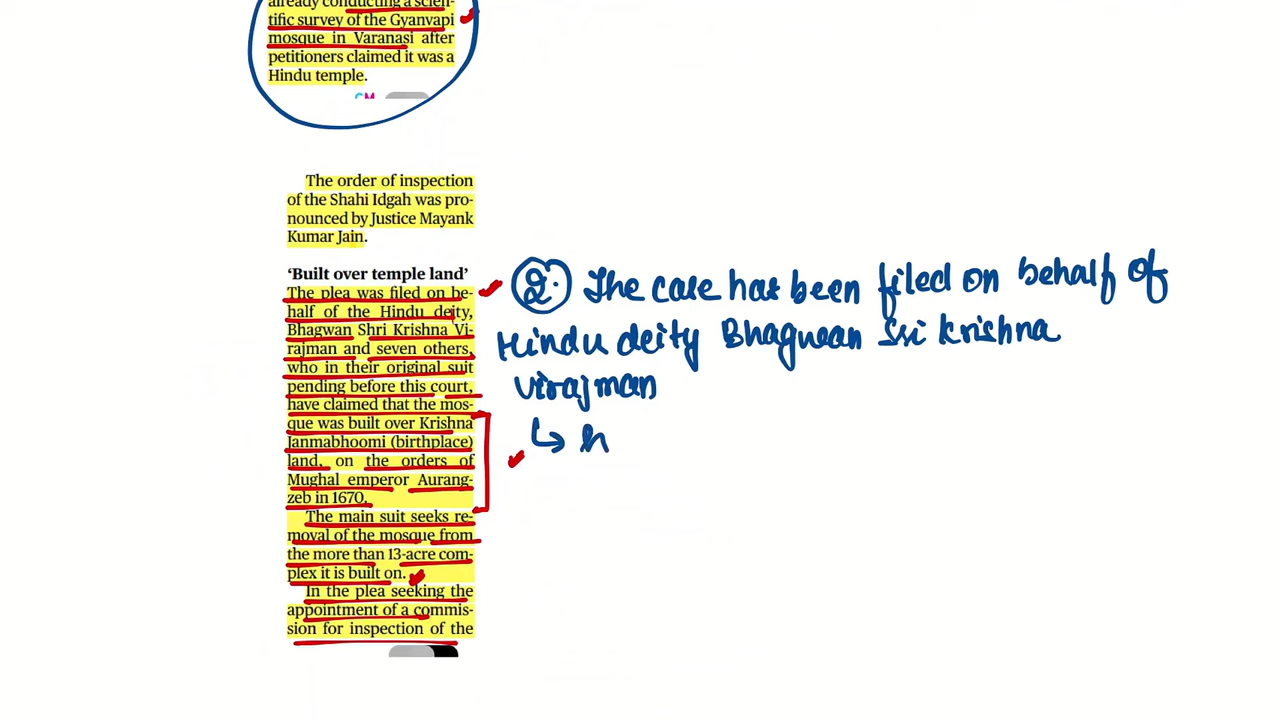 already conducting a scien-
tific survey of the Gyanvapi
mosque in Varanasi after
petitioners claimed it was a
Hindu temple.
CM
The order of inspection
of the Shahi Idgah was pro-
nounced by Justice Mayank
Kumar Jain.
‘Built over temple land’
The plea was filed on be-
half of the Hindu deity,
Bhagwan Shri Krishna Vi-
rajman and seven others,
who in their original suit
pending before this court,
have claimed that the mos-
que was built over Krishna
Janmabhoomi (birthplace)
land, on the orders of
Mughal emperor Aurang-
zeb in 1670.
The main suit seeks re-
moval of the mosque from
the more than 13-acre com-
plex it is built on.
In the plea seeking the
appointment of a commis-
sion for inspection of the
2. The case has been filed on behalf of
Hindu deity Bhagwan Sri Krishna
Virajman